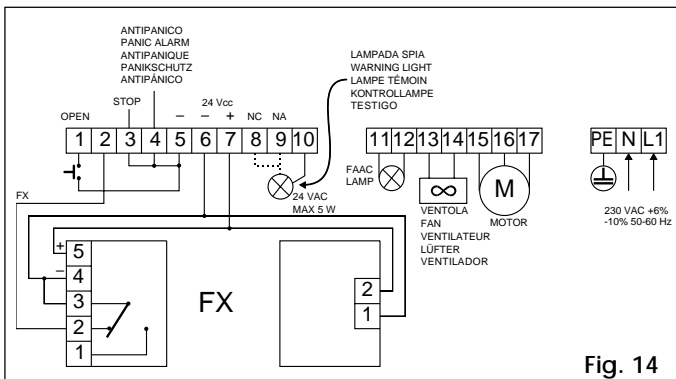 ANTIPANICO
PANIC ALARM
ANTIPANIQUE
PANIKSCHUTZ
ANTIPÁNICO
LAMPADA SPIA
WARNING LIGHT
LAMPE TÉMOIN
KONTROLLAMPE
TESTIGO
OPEN STOP – 24 Vcc – + NC NA
1 2 3 4 5 6 7 8 9 10
11 12 13 14 15 16 17
PE N L1
FAAC
LAMP
M
24 VAC
MAX 5 W
VENTOLA
FAN
VENTILATEUR
LÜFTER
VENTILADOR
MOTOR
230 VAC +6%
-10% 50-60 Hz
FX
+ 5
– 4
3
2
1
FX
2
1
Fig. 14